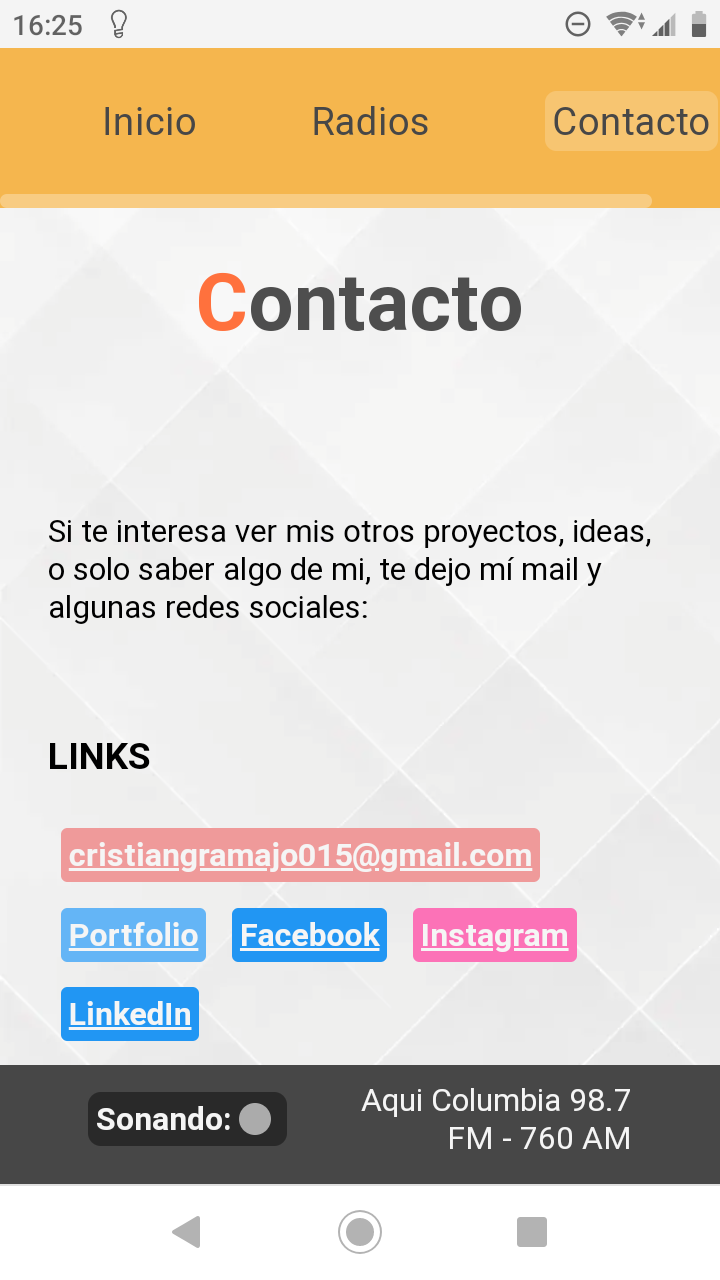 16:25
Inicio Radios Contacto
Contacto
Si te interesa ver mis otros proyectos, ideas,
o solo saber algo de mi, te dejo mí mail y
algunas redes sociales:
LINKS
cristiangramajo015@gmail.com
Portfolio Facebook Instagram
LinkedIn
Sonando:
Aqui Columbia 98.7
FM - 760 AM